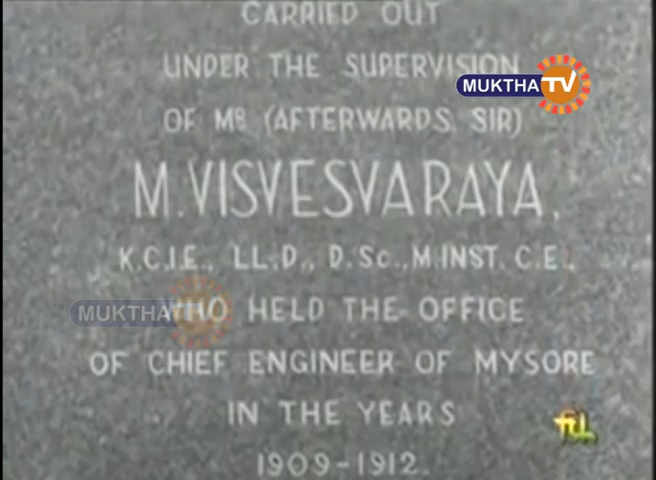 CARRIED OUT
UNDER THE SUPERVISION
MUKTHA TV
OF MR (AFTERWARDS SIR)
M. VISVESVARAYA,
K.C.I.E., LL.D., D.Sc., M.INST. C.E.,
MUKTHA
WHO HELD THE OFFICE
OF CHIEF ENGINEER OF MYSORE
IN THE YEARS
1909-1912.